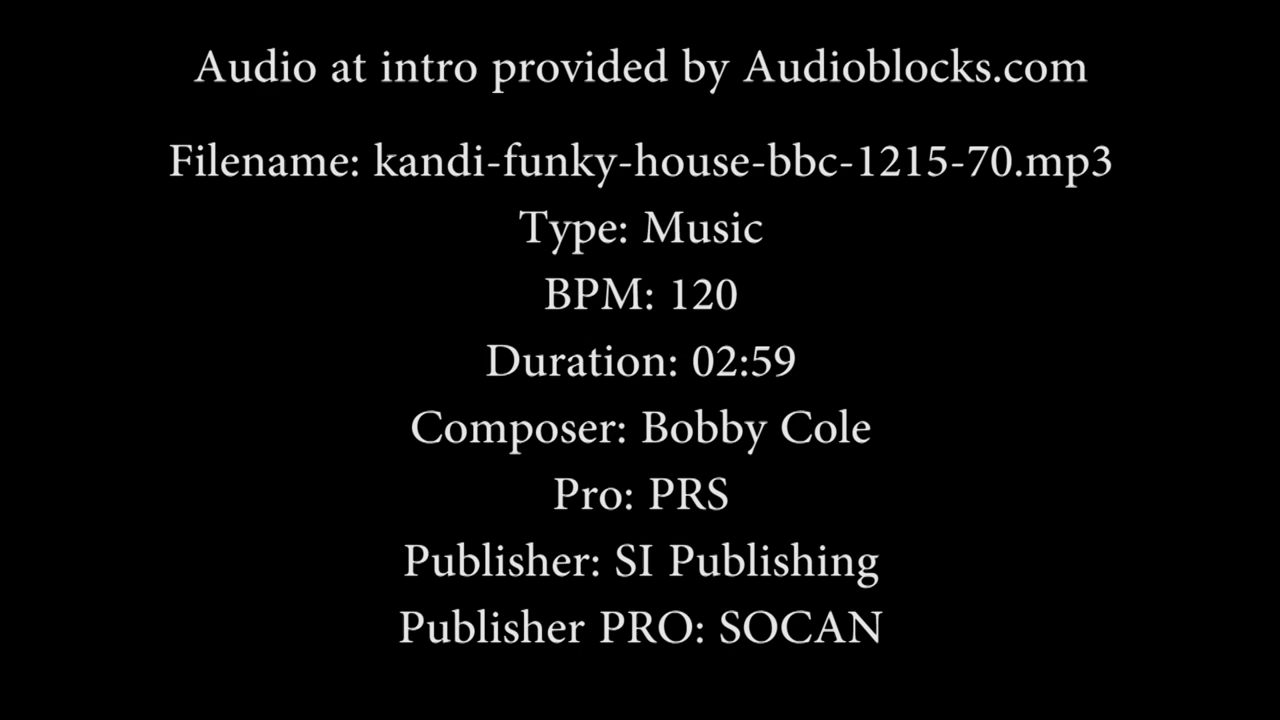 Audio at intro provided by Audioblocks.com
Filename: kandi-funky-house-bbc-1215-70.mp3
Type: Music
BPM: 120
Duration: 02:59
Composer: Bobby Cole
Pro: PRS
Publisher: SI Publishing
Publisher PRO: SOCAN